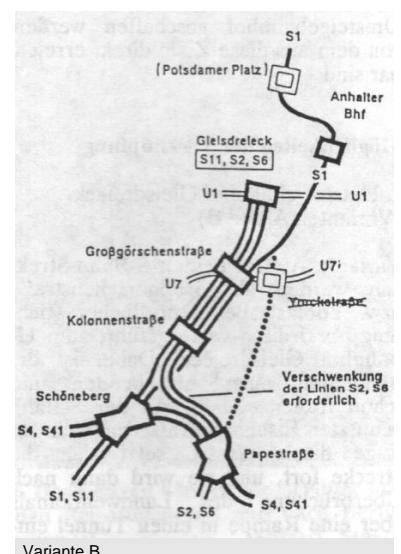 S1
(Potsdamer Platz)
Anhalter
Bhf
Gleisdreieck
S11, S2, S6
S1
U1
U1
Großgörschenstraße
U7
U7
Yorckstraße
Kolonnenstraße
Verschwenkung
der Linien S2, S6
erforderlich
Schöneberg
S4, S41
Papestraße
S1, S11
S2, S6
S4, S41
Variante B